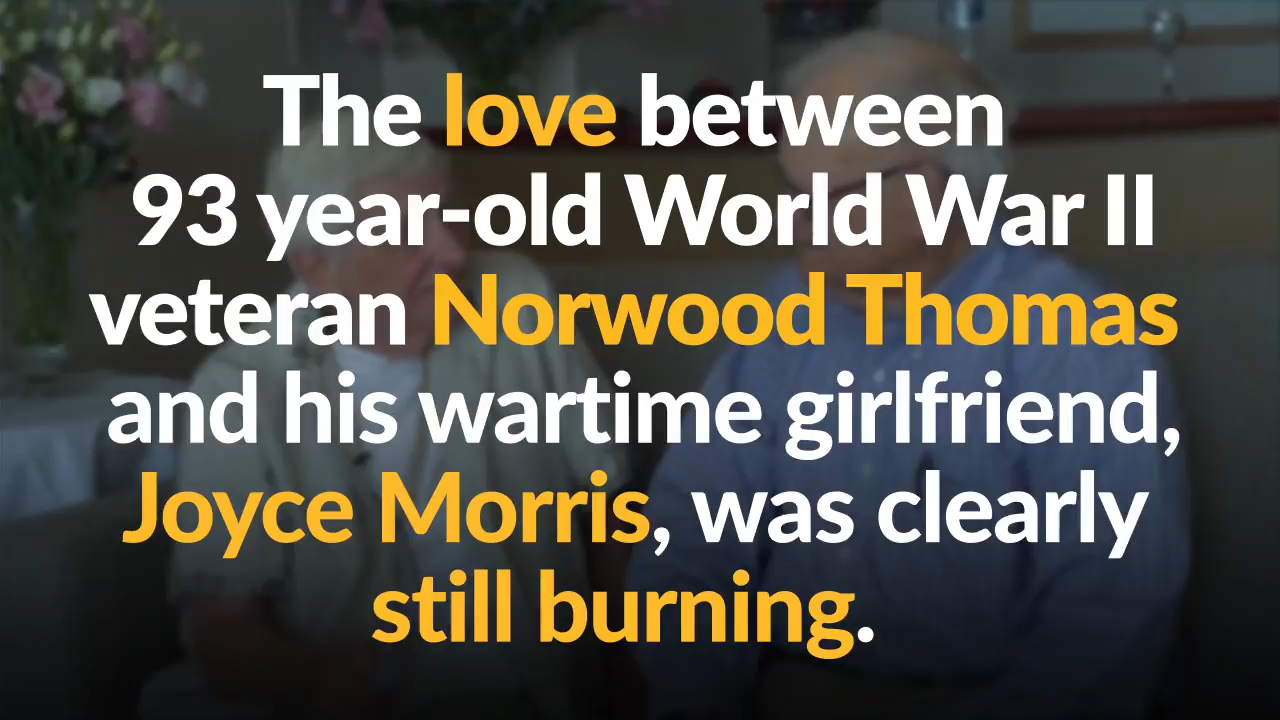 The love between
93 year-old World War II
veteran Norwood Thomas
and his wartime girlfriend,
Joyce Morris, was clearly
still burning.